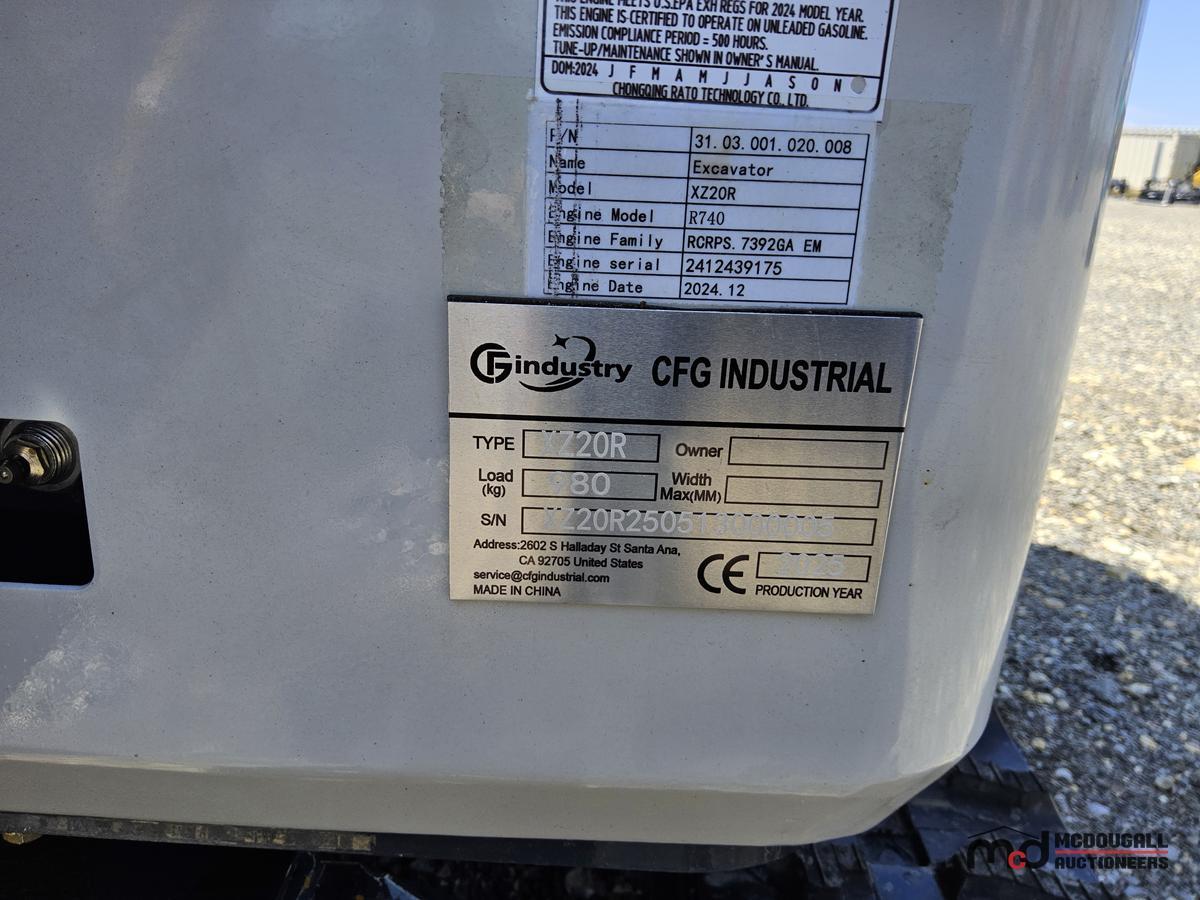 THIS ENGINE MEETS U.S.EPA EXH REGS FOR 2024 MODEL YEAR.
THIS ENGINE IS CERTIFIED TO OPERATE ON UNLEADED GASOLINE.
EMISSION COMPLIANCE PERIOD = 500 HOURS.
TUNE-UP/MAINTENANCE SHOWN IN OWNER'S MANUAL.
DOM:2024 J F M A M J J A S O N
CHONGQING RATO TECHNOLOGY CO., LTD.
P/N 31.03.001.020.008
Name Excavator
Model XZ20R
Engine Model R740
Engine Family RCRPS.7392GA EM
Engine serial 2412439175
Engine Date 2024.12
CFG industry CFG INDUSTRIAL
TYPE XZ20R Owner
Load (kg) 980 Width Max(MM)
S/N XZ20R250513000005
Address:2602 S Halladay St Santa Ana,
CA 92705 United States
service@cfgindustrial.com
MADE IN CHINA
CE 2025
PRODUCTION YEAR
mcd MCDOUGALL
AUCTIONEERS